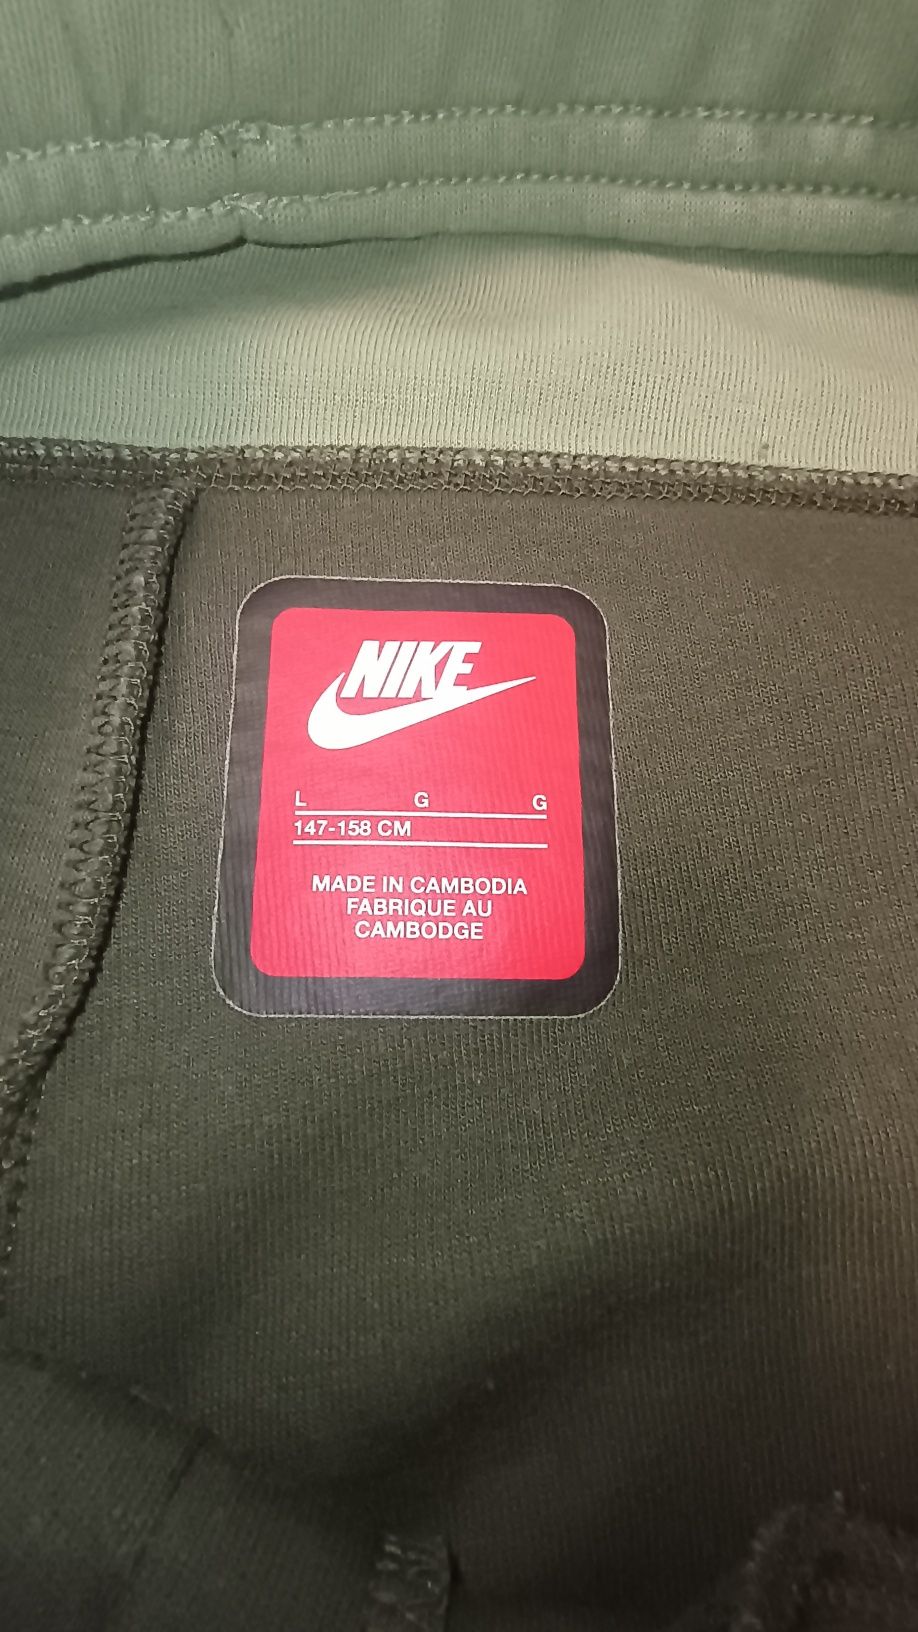 NIKE
L G G
147-158 CM
MADE IN CAMBODIA
FABRIQUE AU
CAMBODGE